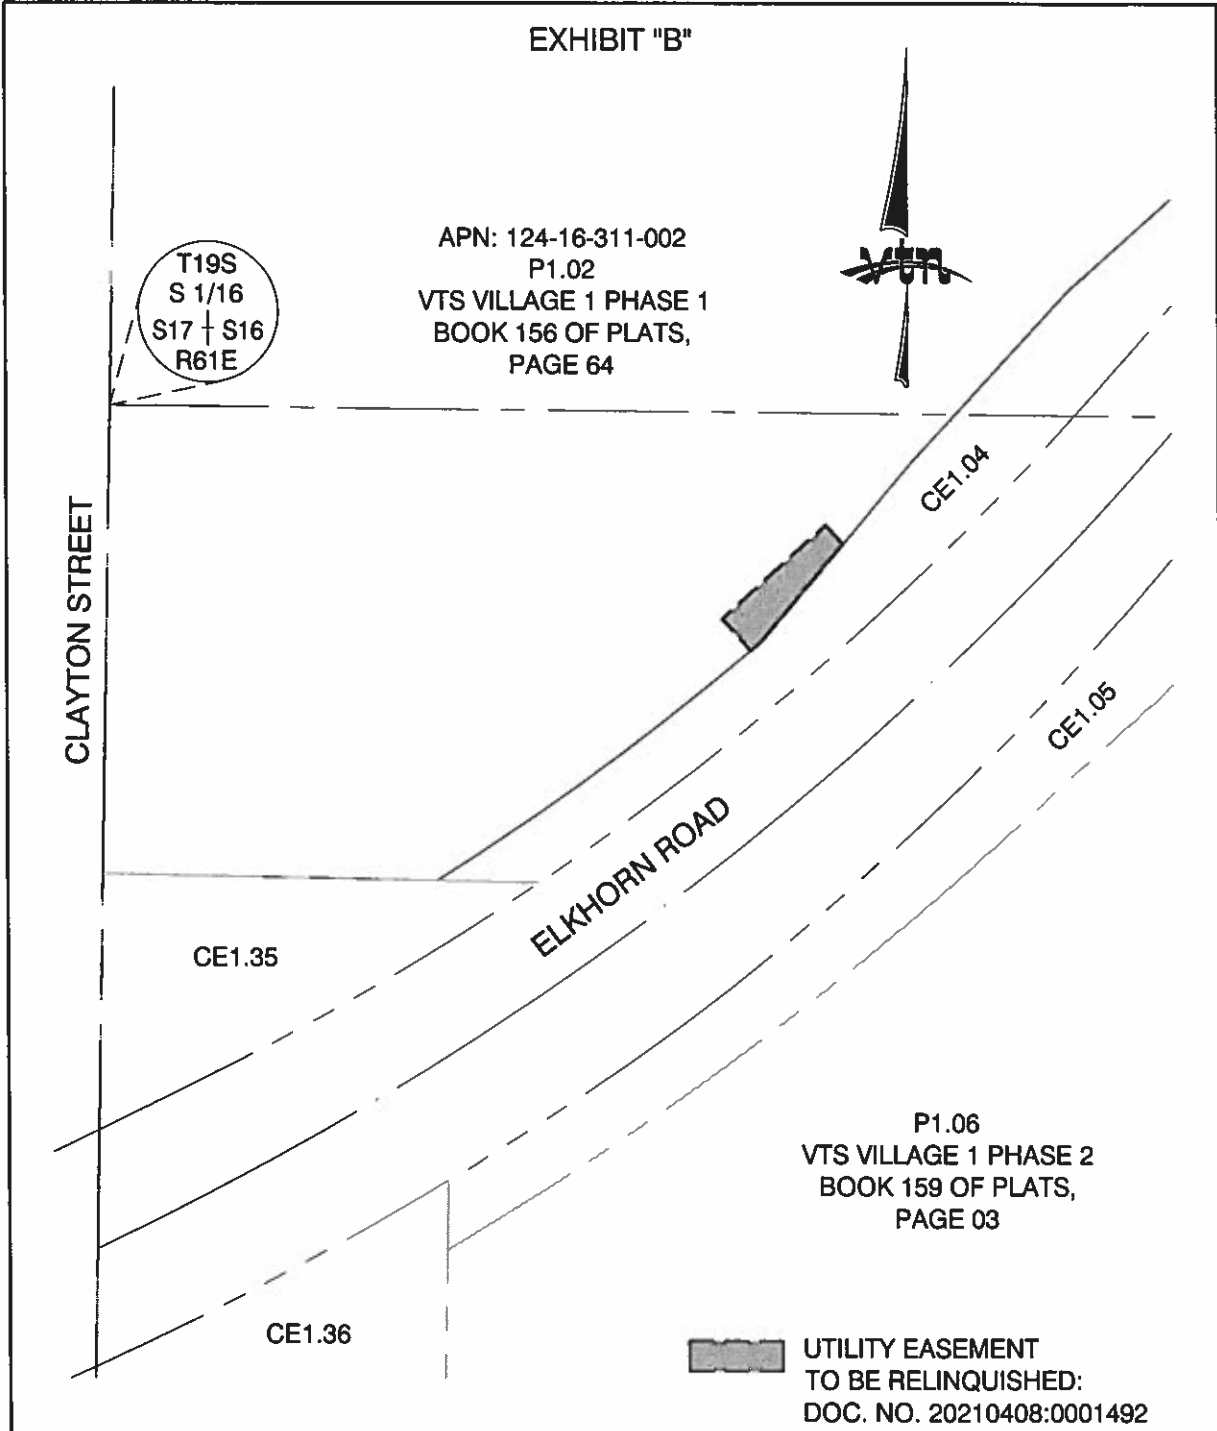 EXHIBIT "B"
APN: 124-16-311-002
P1.02
VTS VILLAGE 1 PHASE 1
BOOK 156 OF PLATS,
PAGE 64
T19S
S 1/16
S17 S16
R61E
VTN
CLAYTON STREET
CE1.04
CE1.05
ELKHORN ROAD
CE1.35
P1.06
VTS VILLAGE 1 PHASE 2
BOOK 159 OF PLATS,
PAGE 03
CE1.36
UTILITY EASEMENT
TO BE RELINQUISHED:
DOC. NO. 20210408:0001492